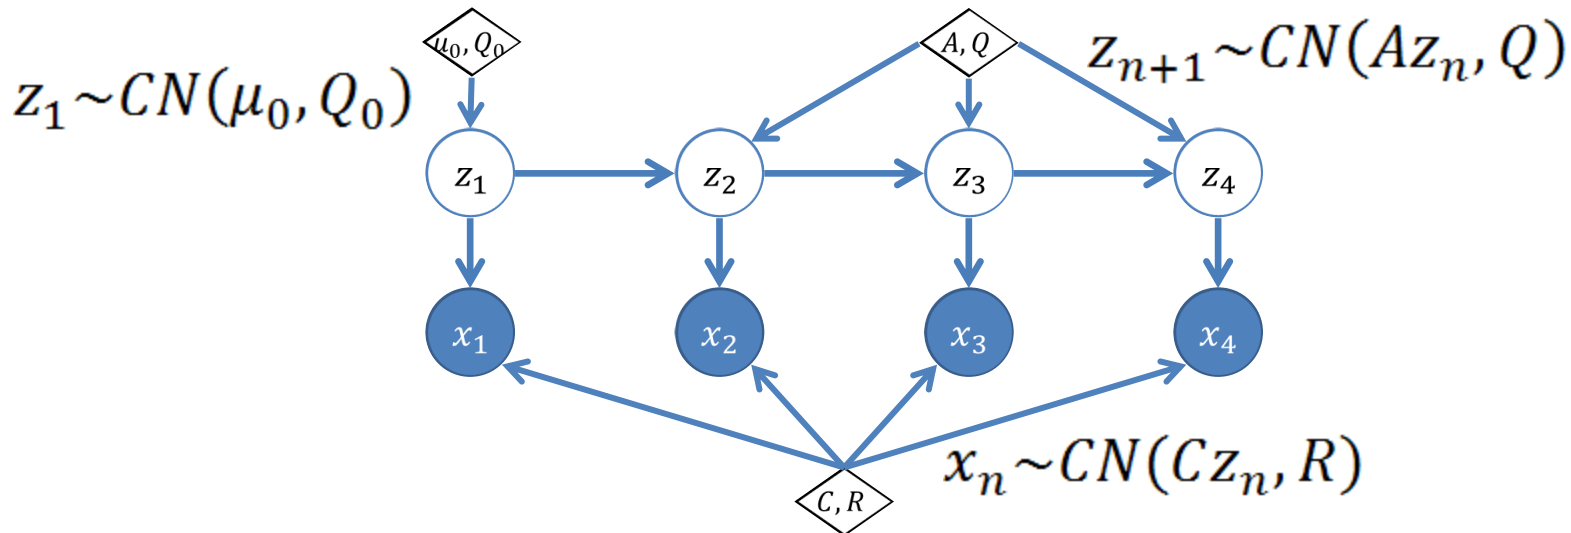 μ₀, Q₀
A, Q
zₙ₊₁~CN(Azₙ, Q)
z₁~CN(μ₀, Q₀)
z₁
z₂
z₃
z₄
x₁
x₂
x₃
x₄
xₙ~CN(Czₙ, R)
C, R